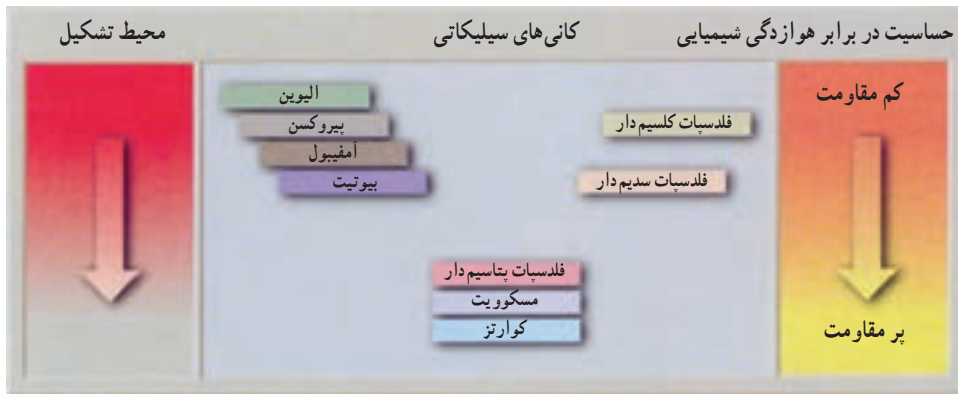 حساسیت در برابر هوازدگی شیمیایی
کانی‌های سیلیکاتی
محیط تشکیل
کم مقاومت
پر مقاومت
فلدسپات کلسیم دار
فلدسپات سدیم دار
الیوین
پیروکسن
آمفیبول
بیوتیت
فلدسپات پتاسیم دار
مسکوویت
کوارتز